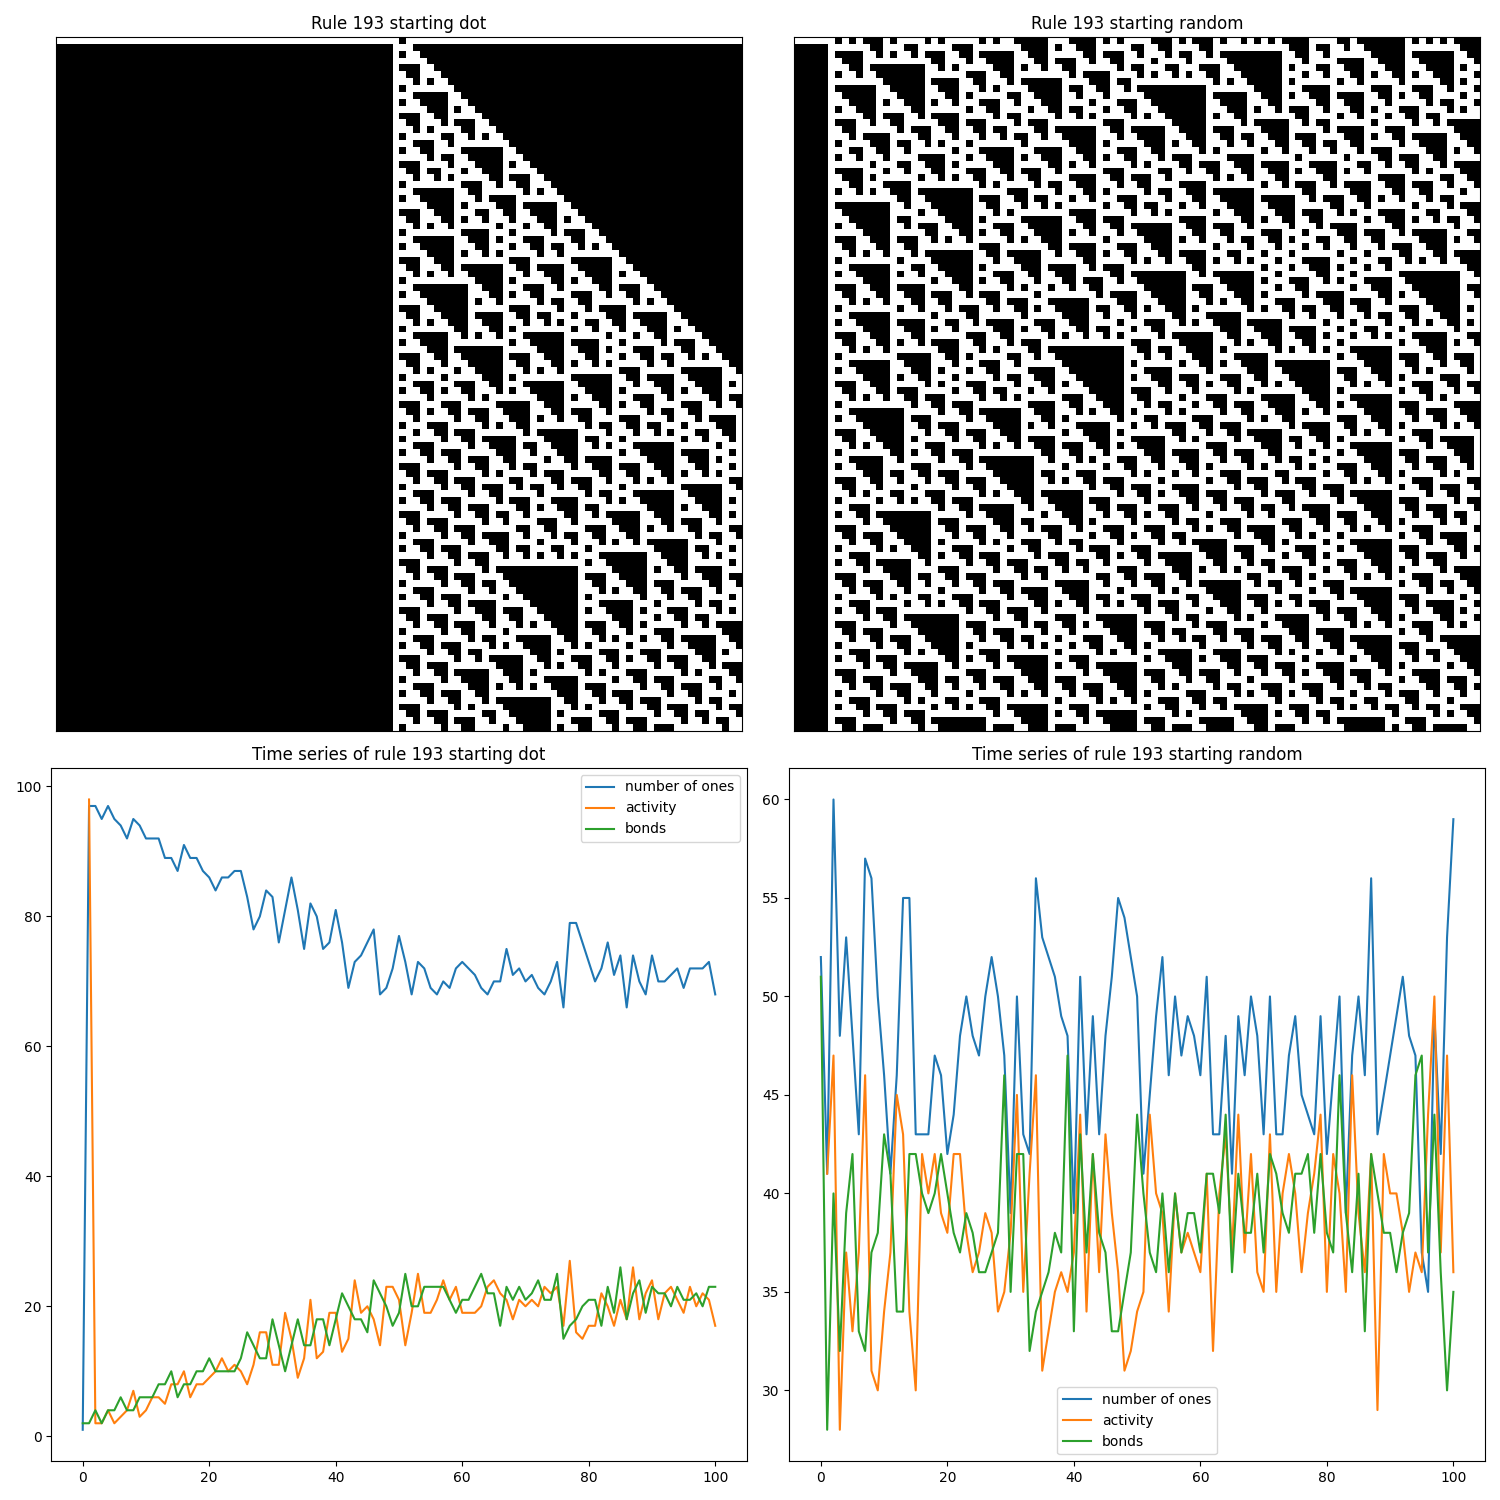 Rule 193 starting dot
Rule 193 starting random
Time series of rule 193 starting dot
100
80
60
40
20
0
number of ones
activity
bonds
0 20 40 60 80 100
Time series of rule 193 starting random
60
55
50
45
40
35
30
number of ones
activity
bonds
0 20 40 60 80 100